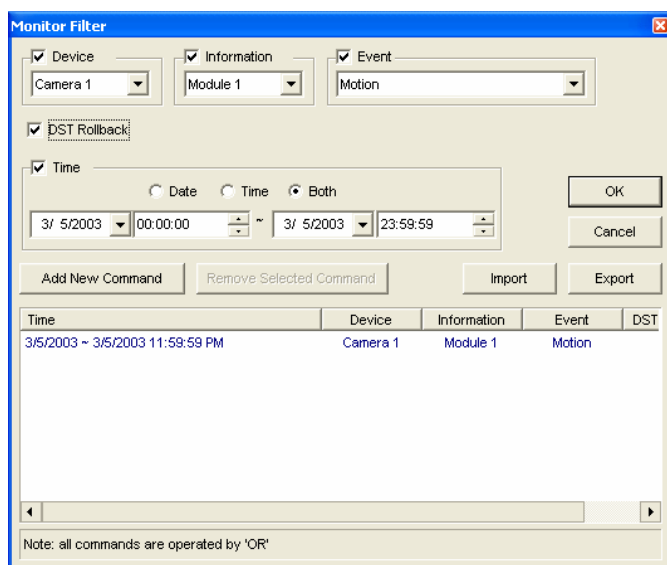 Monitor Filter
Device Information Event
Camera 1 Module 1 Motion
DST Rollback
Time
Date Time Both
3/ 5/2003 00:00:00 ~ 3/ 5/2003 23:59:59
OK
Cancel
Add New Command Remove Selected Command Import Export
Time Device Information Event DST
3/5/2003 ~ 3/5/2003 11:59:59 PM Camera 1 Module 1 Motion
Note: all commands are operated by 'OR'